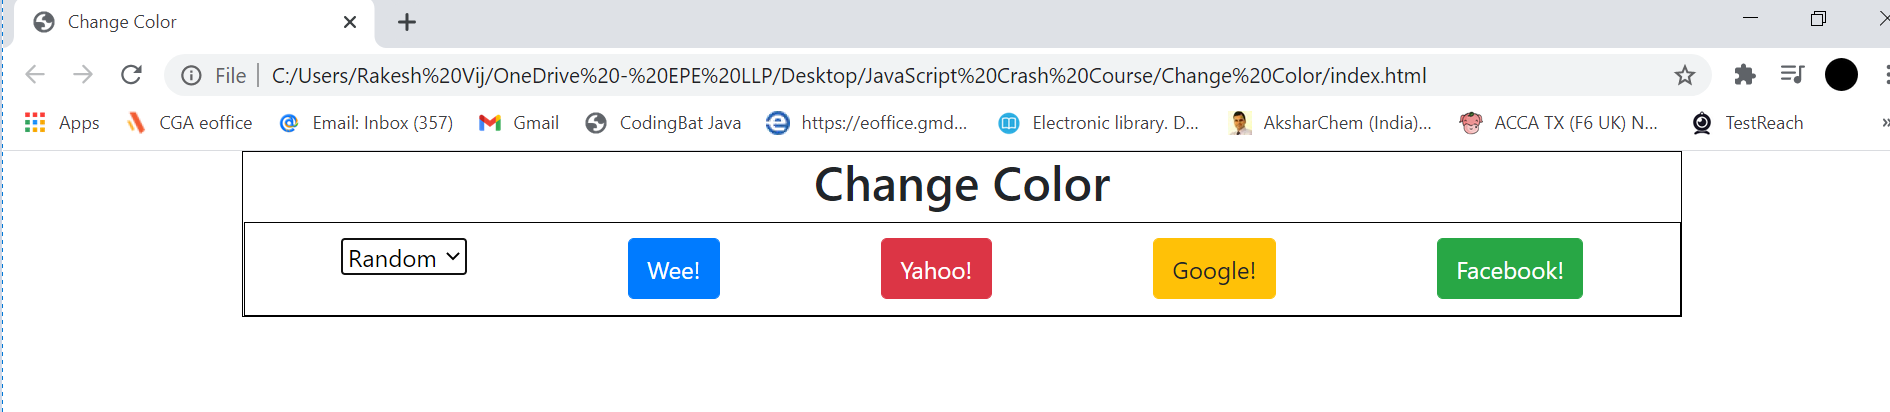 Change Color
File C:/Users/Rakesh%20Vij/OneDrive%20-%20EPE%20LLP/Desktop/JavaScript%20Crash%20Course/Change%20Color/index.html
Apps CGA eoffice Email: Inbox (357) Gmail CodingBat Java https://eoffice.gmd... Electronic library. D... AksharChem (India)... ACCA TX (F6 UK) N... TestReach »
Change Color
Random Wee! Yahoo! Google! Facebook!